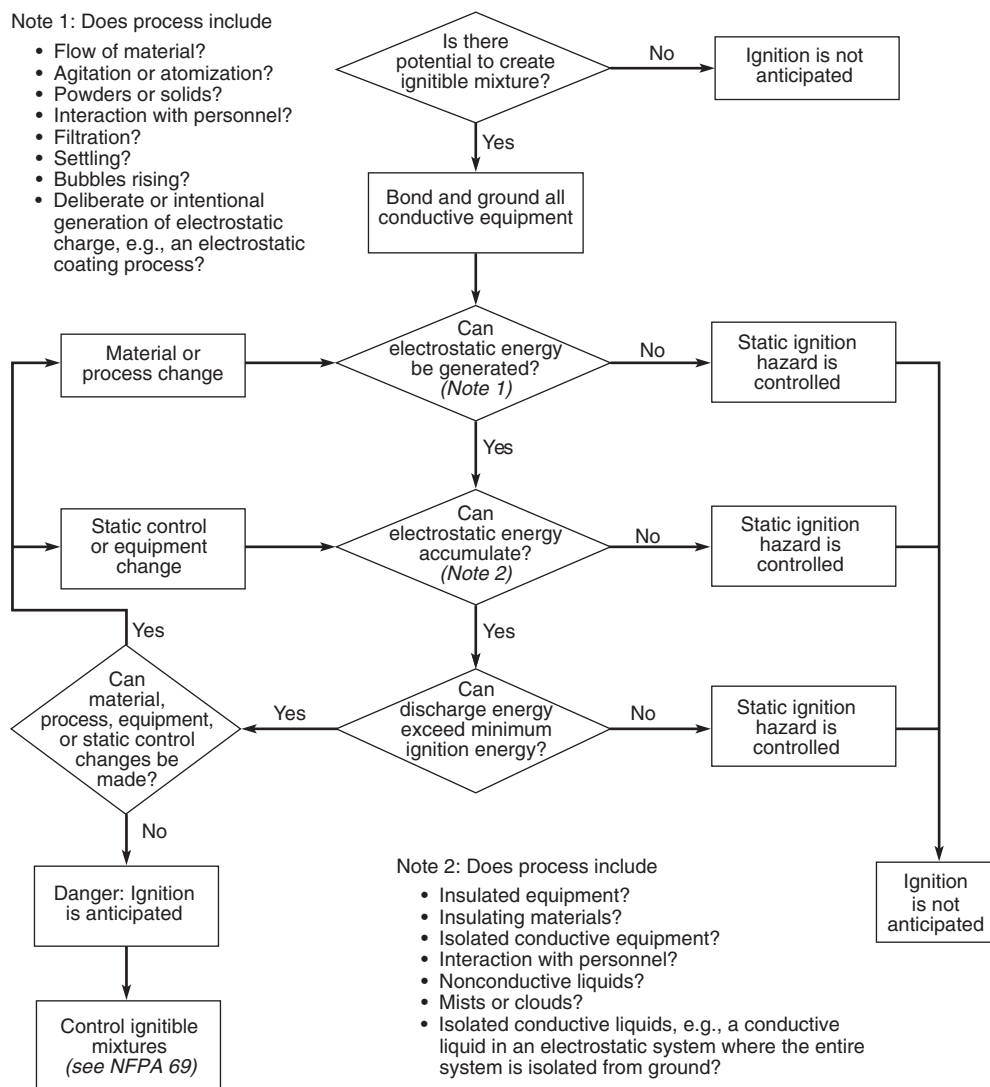 Note 1: Does process include
• Flow of material?
• Agitation or atomization?
• Powders or solids?
• Interaction with personnel?
• Filtration?
• Settling?
• Bubbles rising?
• Deliberate or intentional
generation of electrostatic
charge, e.g., an electrostatic
coating process?
Is there
potential to create
ignitible mixture?
No
Ignition is not
anticipated
Yes
Bond and ground all
conductive equipment
Material or
process change
Can
electrostatic energy
be generated?
(Note 1)
No
Static ignition
hazard is
controlled
Yes
Static control
or equipment
change
Can
electrostatic energy
accumulate?
(Note 2)
No
Static ignition
hazard is
controlled
Yes
Yes
Can
material,
process, equipment,
or static control
changes be
made?
Yes
Can
discharge energy
exceed minimum
ignition energy?
No
Static ignition
hazard is
controlled
No
Danger: Ignition
is anticipated
Control ignitible
mixtures
(see NFPA 69)
Note 2: Does process include
• Insulated equipment?
• Insulating materials?
• Isolated conductive equipment?
• Interaction with personnel?
• Nonconductive liquids?
• Mists or clouds?
• Isolated conductive liquids, e.g., a conductive
liquid in an electrostatic system where the entire
system is isolated from ground?
Ignition
is not
anticipated